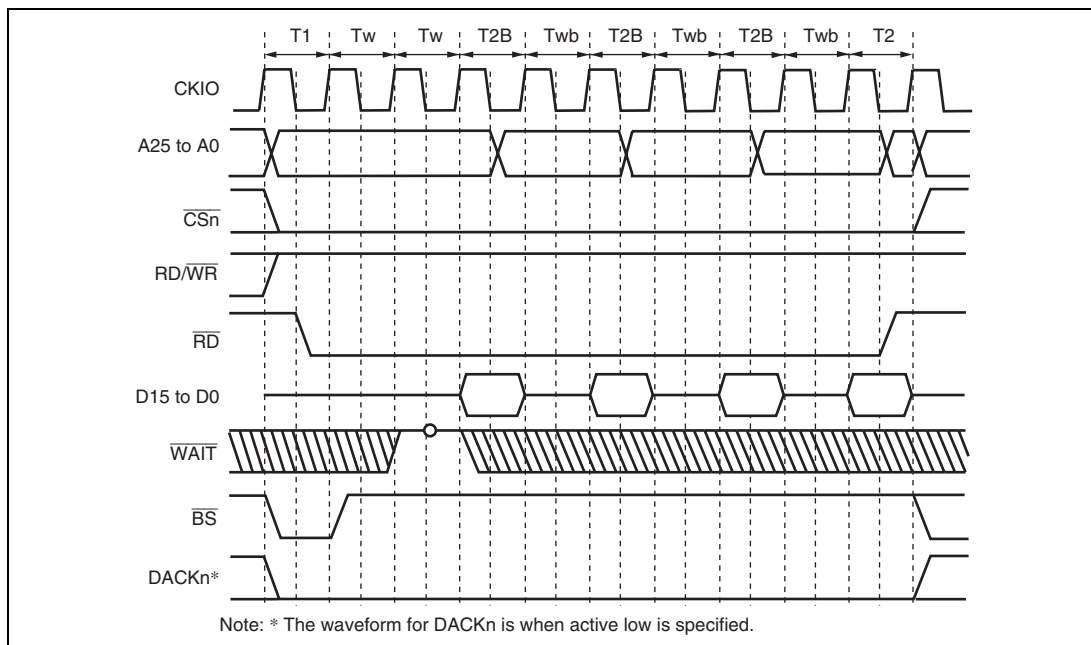 T1 Tw Tw T2B Twb T2B Twb T2B Twb T2
CKIO
A25 to A0
CSn
RD/WR
RD
D15 to D0
WAIT
BS
DACKn*
Note: * The waveform for DACKn is when active low is specified.